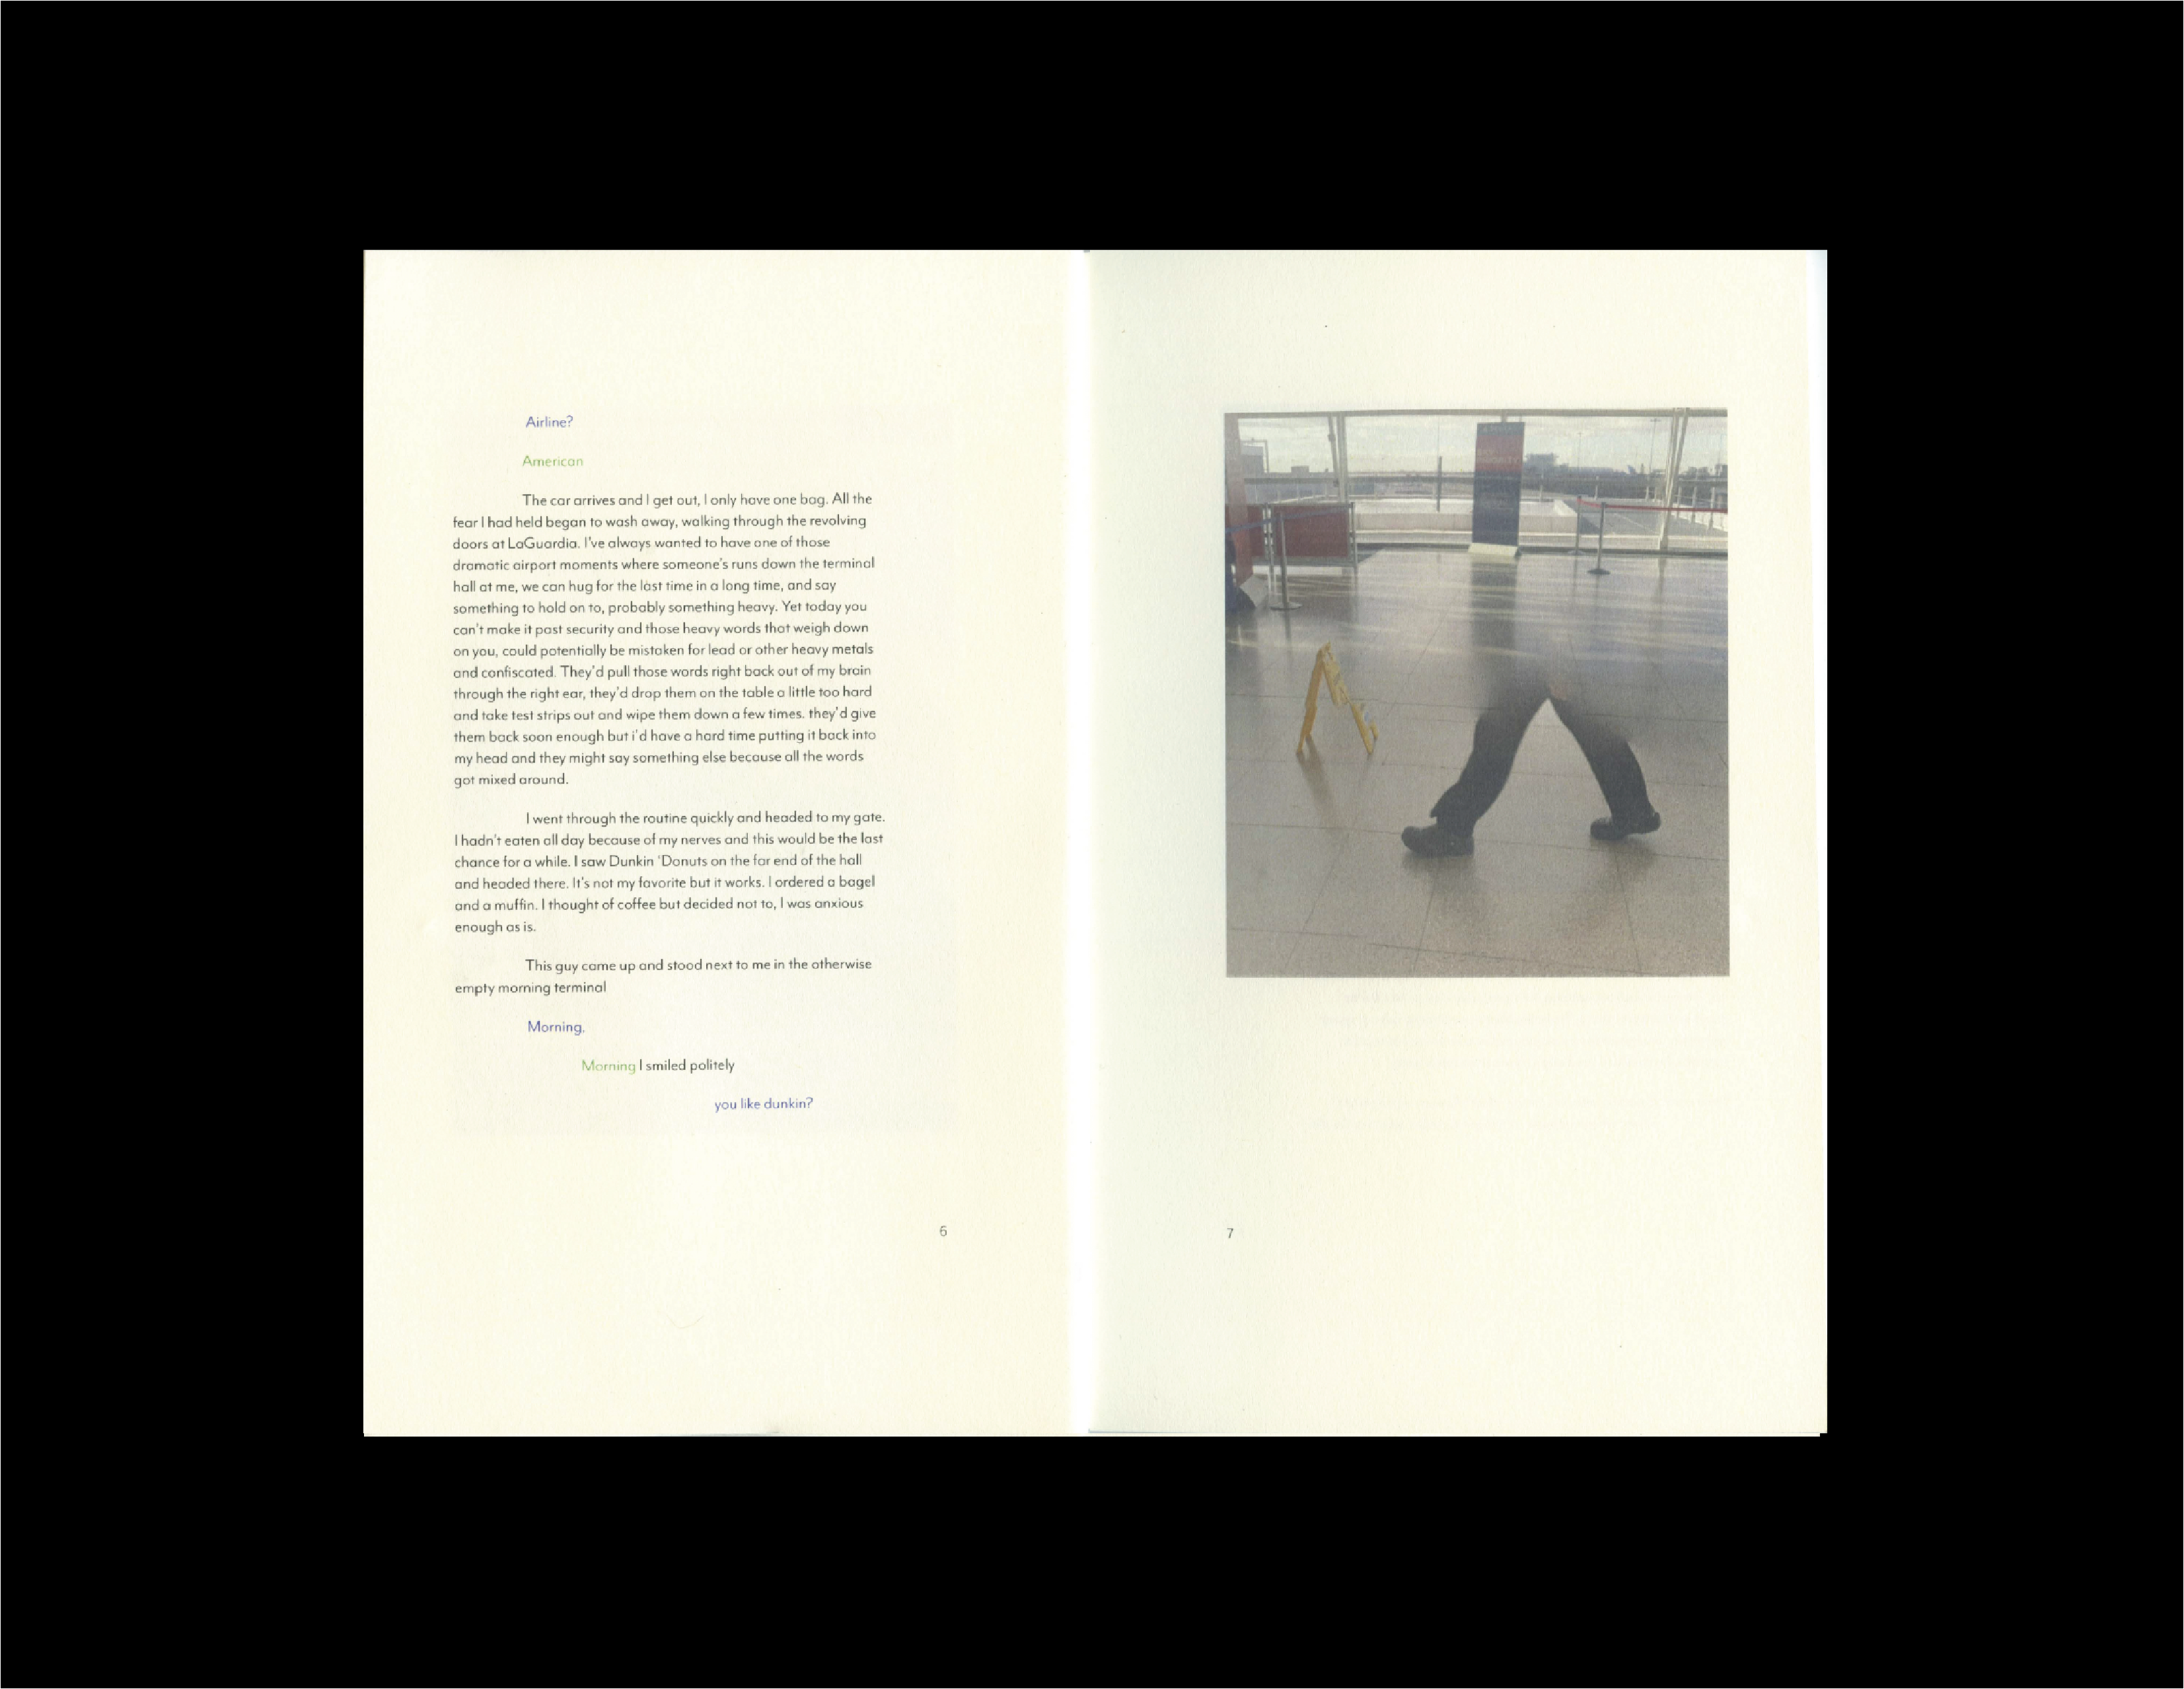 Airline?
American
The car arrives and I get out, I only have one bag. All the
fear I had held began to wash away, walking through the revolving
doors at LaGuardia. I've always wanted to have one of those
dramatic airport moments where someone's runs down the terminal
hall at me, we can hug for the last time in a long time, and say
something to hold on to, probably something heavy. Yet today you
can't make it past security and those heavy words that weigh down
on you, could potentially be mistaken for lead or other heavy metals
and confiscated. They'd pull those words right back out of my brain
through the right ear, they'd drop them on the table a little too hard
and take test strips out and wipe them down a few times. they'd give
them back soon enough but i'd have a hard time putting it back into
my head and they might say something else because all the words
got mixed around.
I went through the routine quickly and headed to my gate.
I hadn't eaten all day because of my nerves and this would be the last
chance for a while. I saw Dunkin 'Donuts on the far end of the hall
and headed there. It's not my favorite but it works. I ordered a bagel
and a muffin. I thought of coffee but decided not to, I was anxious
enough as is.
This guy came up and stood next to me in the otherwise
empty morning terminal
Morning,
Morning I smiled politely
you like dunkin?
6
7